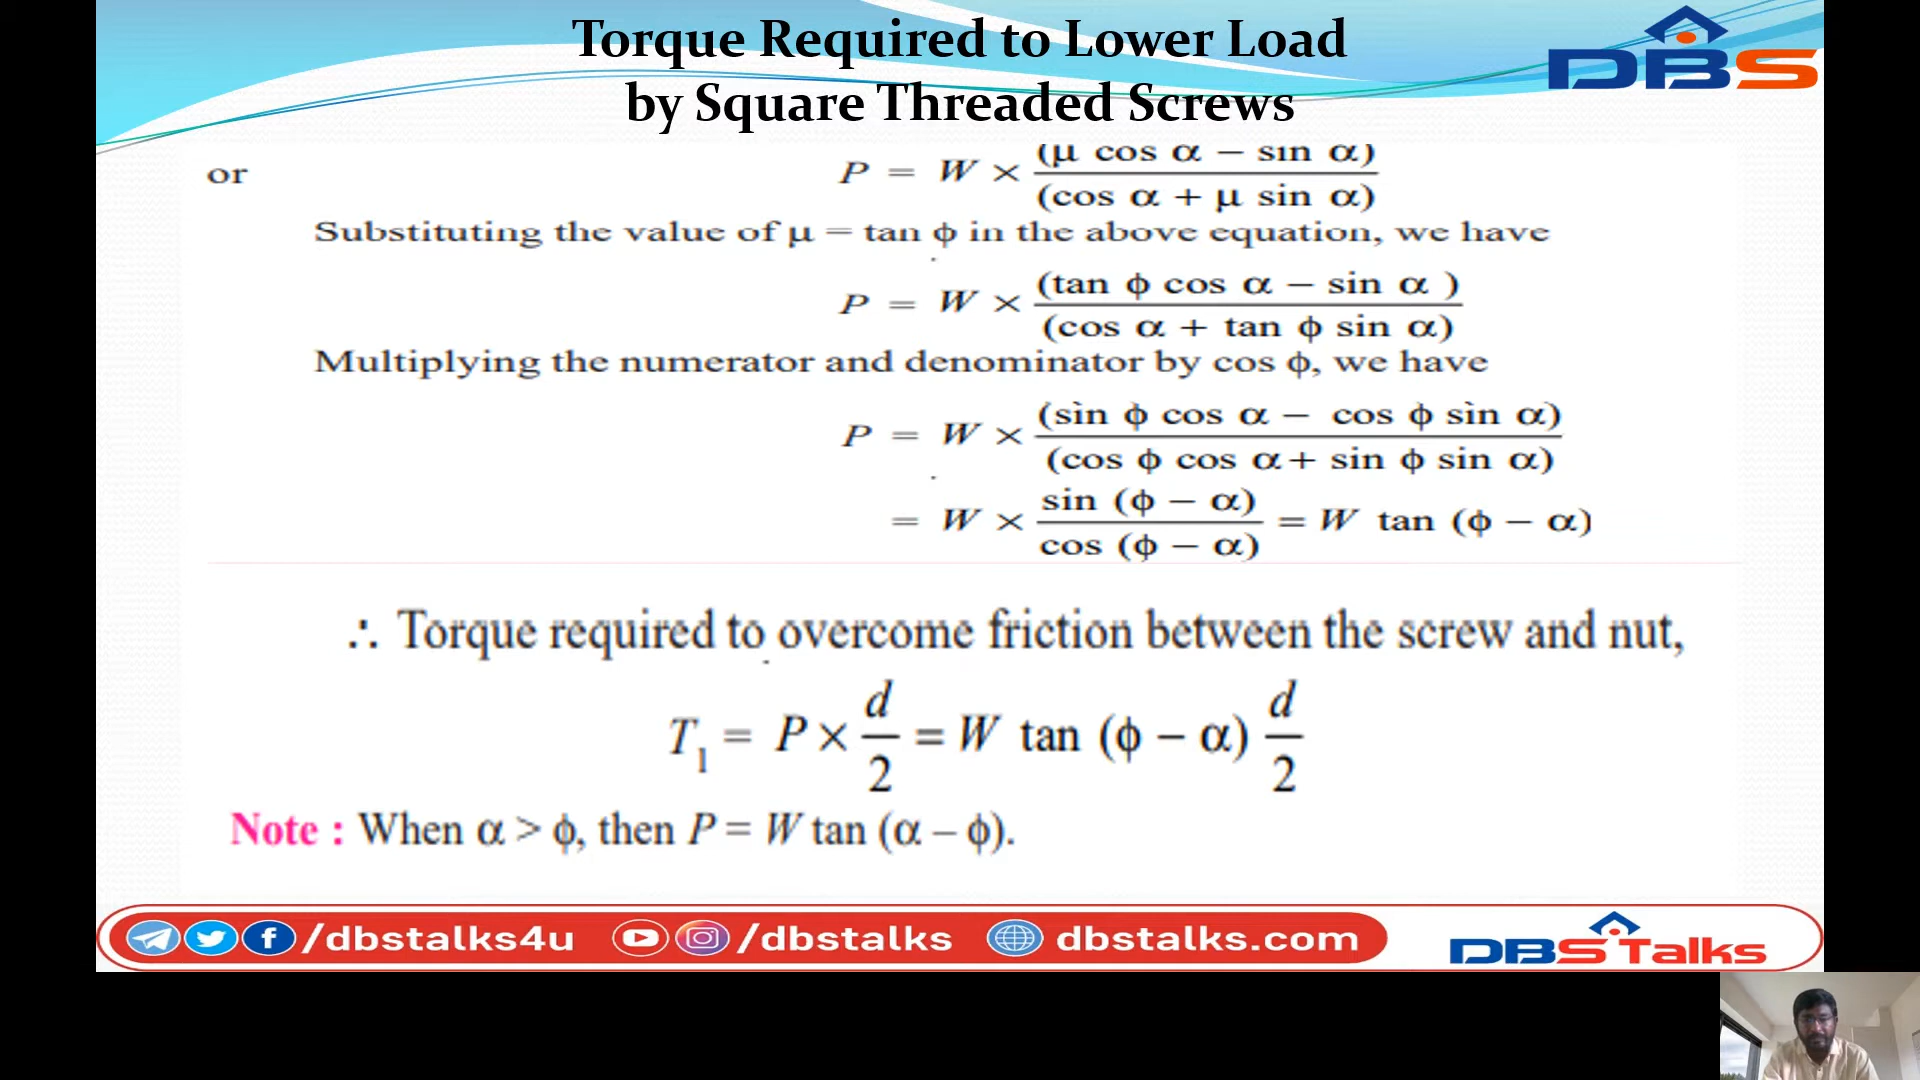 Torque Required to Lower Load
by Square Threaded Screws
DBS
or P = W × (μ cos α − sin α) / (cos α + μ sin α)
Substituting the value of μ = tan ϕ in the above equation, we have
P = W × (tan ϕ cos α − sin α ) / (cos α + tan ϕ sin α)
Multiplying the numerator and denominator by cos ϕ, we have
P = W × (sin ϕ cos α − cos ϕ sin α) / (cos ϕ cos α + sin ϕ sin α)
= W × sin (ϕ − α) / cos (ϕ − α) = W tan (ϕ − α)
∴ Torque required to overcome friction between the screw and nut,
T₁ = P × d/2 = W tan (ϕ − α) d/2
Note : When α > ϕ, then P = W tan (α – ϕ).
/dbstalks4u /dbstalks dbstalks.com DBS Talks